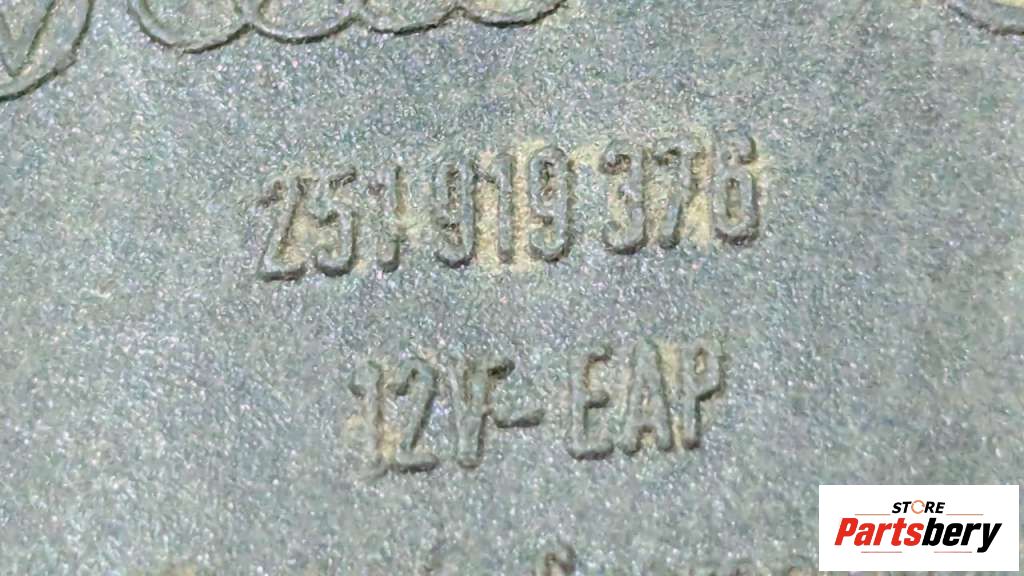 251 919 376
12V- EAP
STORE
Partsbery